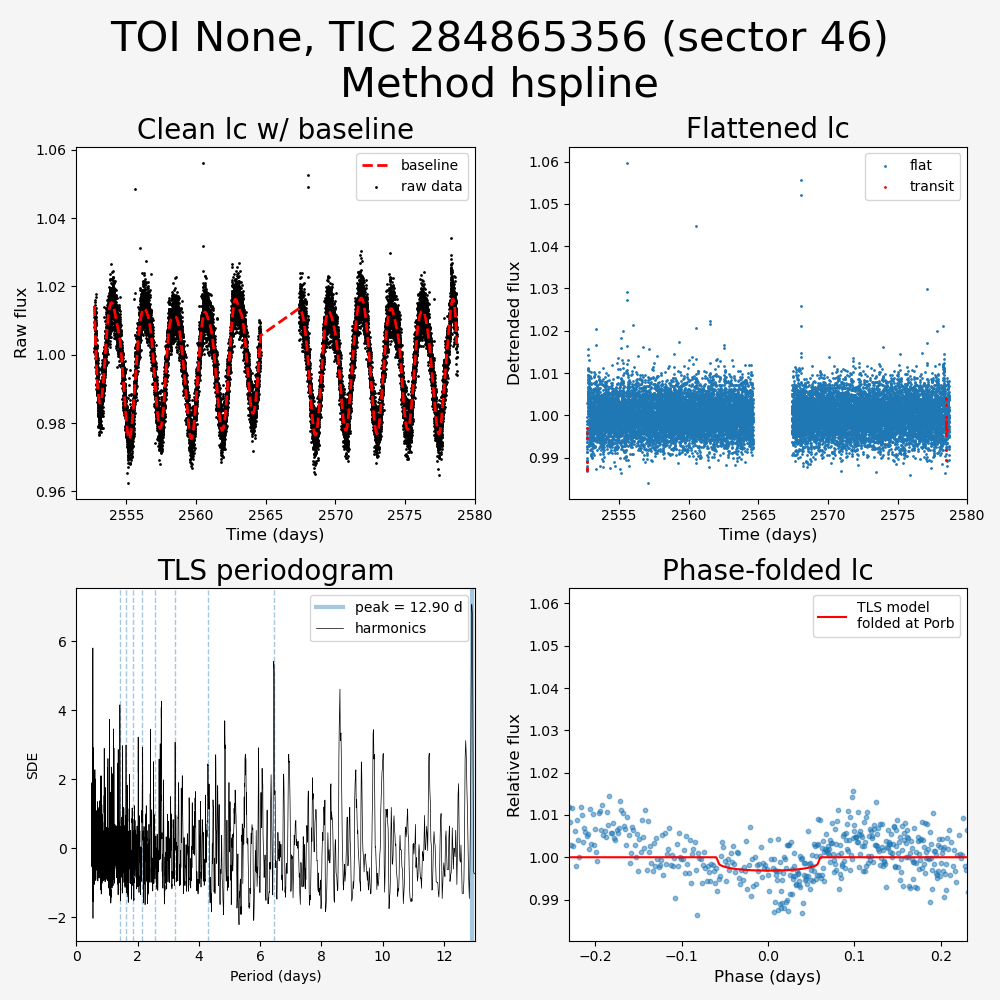 TOI None, TIC 284865356 (sector 46)
Method hspline
Clean lc w/ baseline
Raw flux
1.06
1.04
1.02
1.00
0.98
0.96
baseline
raw data
2555
2560
2565
2570
2575
2580
Time (days)
Flattened lc
Detrended flux
1.06
1.05
1.04
1.03
1.02
1.01
1.00
0.99
flat
transit
2555
2560
2565
2570
2575
2580
Time (days)
TLS periodogram
SDE
6
4
2
0
−2
peak = 12.90 d
harmonics
0
2
4
6
8
10
12
Period (days)
Phase-folded lc
Relative flux
1.06
1.05
1.04
1.03
1.02
1.01
1.00
0.99
TLS model
folded at Porb
−0.2
−0.1
0.0
0.1
0.2
Phase (days)